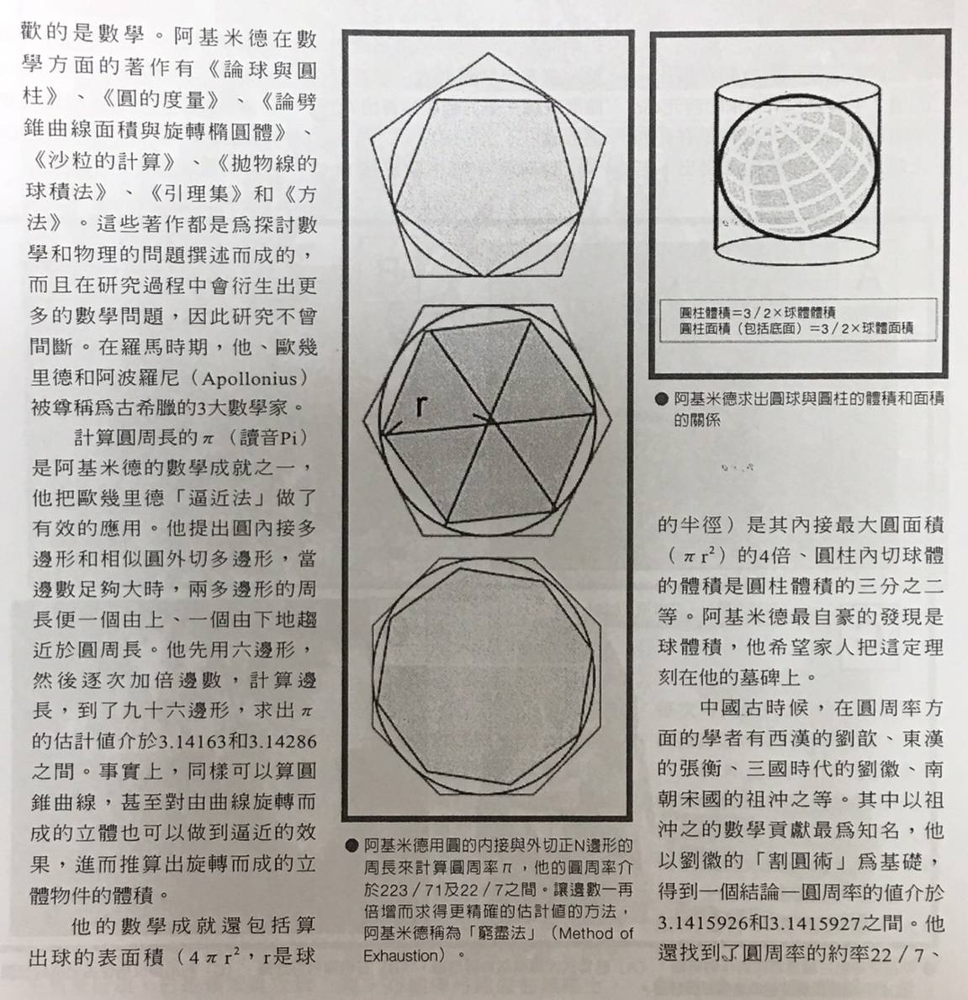 歡的是數學。阿基米德在數
學方面的著作有《論球與圓
柱》、《圓的度量》、《論劈
錐曲線面積與旋轉橢圓體》、
《沙粒的計算》、《拋物線的
球積法》、《引理集》和《方
法》。這些著作都是爲探討數
學和物理的問題撰述而成的，
而且在研究過程中會衍生出更
多的數學問題，因此研究不曾
間斷。在羅馬時期，他、歐幾
里德和阿波羅尼（Apollonius）
被尊稱爲古希臘的3大數學家。
計算圓周長的π（讀音Pi）
是阿基米德的數學成就之一，
他把歐幾里德「逼近法」做了
有效的應用。他提出圓內接多
邊形和相似圓外切多邊形，當
邊數足夠大時，兩多邊形的周
長便一個由上、一個由下地趨
近於圓周長。他先用六邊形，
然後逐次加倍邊數，計算邊
長，到了九十六邊形，求出π
的估計値介於3.14163和3.14286
之間。事實上，同樣可以算圓
錐曲線，甚至對由曲線旋轉而
成的立體也可以做到逼近的效
果，進而推算出旋轉而成的立
體物件的體積。
他的數學成就還包括算
出球的表面積（4πr²，r是球
r
● 阿基米德用圓的內接與外切正N邊形的
周長來計算圓周率π，他的圓周率介
於223／71及22／7之間。讓邊數一再
倍增而求得更精確的估計値的方法，
阿基米德稱為「窮盡法」（Method of
Exhaustion）。
圓柱體積＝3／2×球體體積
圓柱面積（包括底面）＝3／2×球體面積
● 阿基米德求出圓球與圓柱的體積和面積
的關係
的半徑）是其內接最大圓面積
（πr²）的4倍、圓柱內切球體
的體積是圓柱體積的三分之二
等。阿基米德最自豪的發現是
球體積，他希望家人把這定理
刻在他的墓碑上。
中國古時候，在圓周率方
面的學者有西漢的劉歆、東漢
的張衡、三國時代的劉徽、南
朝宋國的祖沖之等。其中以祖
沖之的數學貢獻最爲知名，他
以劉徽的「割圓術」爲基礎，
得到一個結論—圓周率的値介於
3.1415926和3.1415927之間。他
還找到了圓周率的約率22／7、